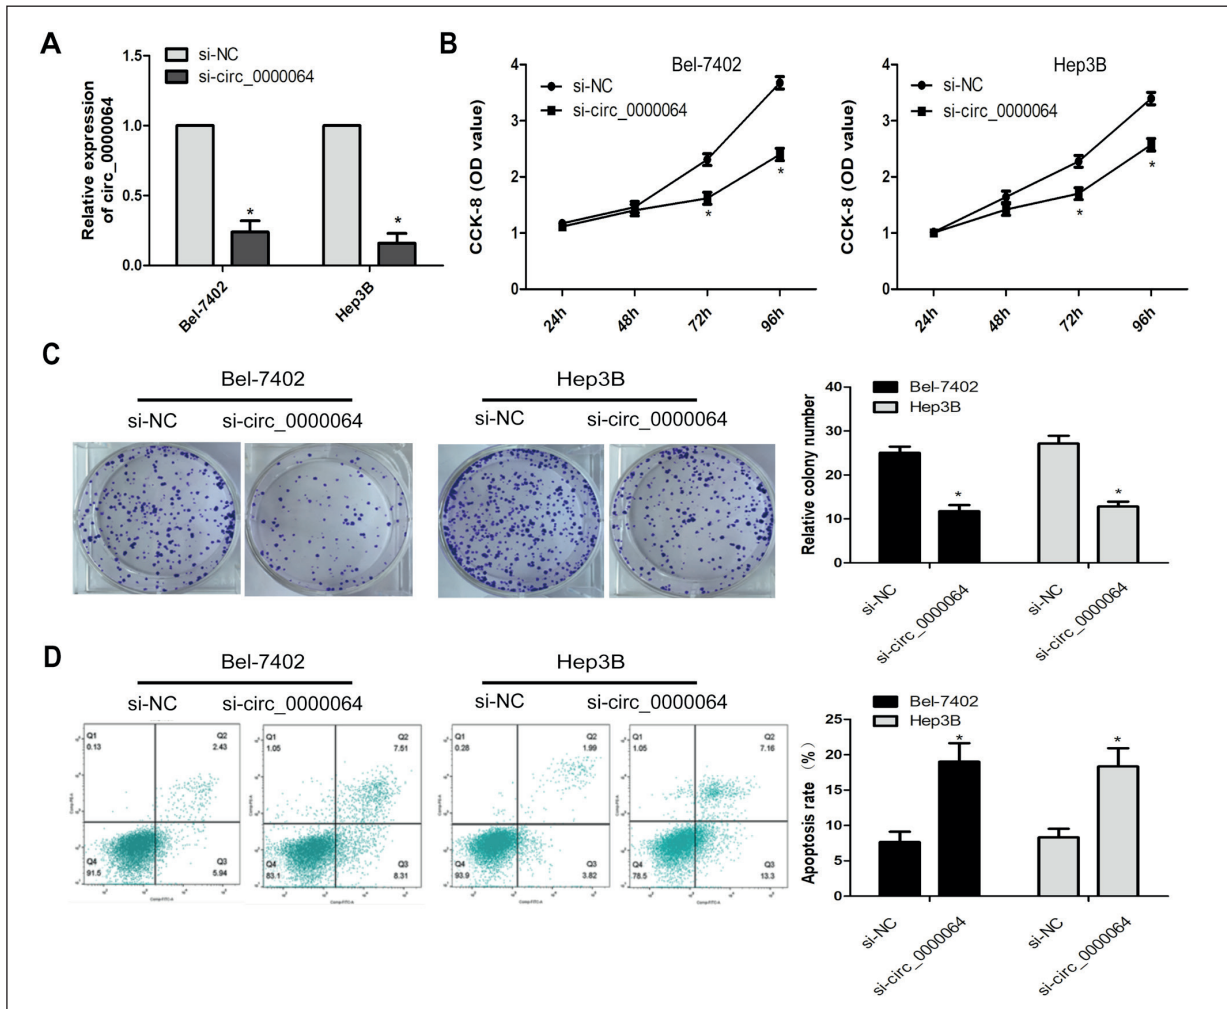 A
Relative expression
of circ_0000064
1.5
1.0
0.5
0.0
si-NC
si-circ_0000064
*
*
Bel-7402
Hep3B
B
Bel-7402
CCK-8 (OD value)
4
3
2
1
0
si-NC
si-circ_0000064
*
*
24h
48h
72h
96h
Hep3B
CCK-8 (OD value)
4
3
2
1
0
si-NC
si-circ_0000064
*
*
24h
48h
72h
96h
C
Bel-7402
si-NC
si-circ_0000064
Hep3B
si-NC
si-circ_0000064
Relative colony number
40
30
20
10
0
Bel-7402
Hep3B
*
*
si-NC
si-circ_0000064
si-NC
si-circ_0000064
D
Bel-7402
si-NC
si-circ_0000064
Hep3B
si-NC
si-circ_0000064
Q1
0.13
Q2
2.43
Q4
91.5
Q3
5.94
Comp-FITC-A
Q1
1.05
Q2
7.51
Q4
83.1
Q3
8.31
Comp-FITC-A
Q1
0.28
Q2
1.99
Q4
93.9
Q3
3.82
Comp-FITC-A
Q1
1.05
Q2
7.16
Q4
78.5
Q3
13.3
Comp-FITC-A
Apoptosis rate (%)
25
20
15
10
5
0
Bel-7402
Hep3B
*
*
si-NC
si-circ_0000064
si-NC
si-circ_0000064